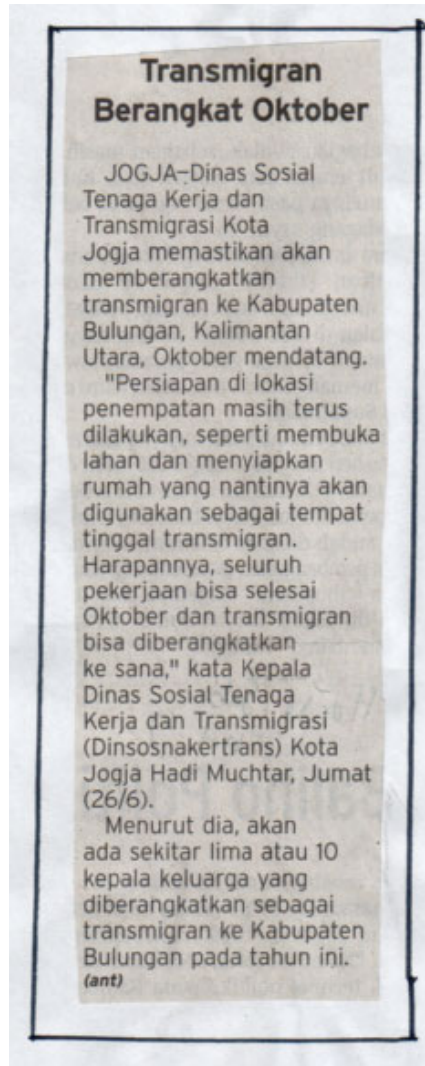 Transmigran
Berangkat Oktober
JOGJA–Dinas Sosial
Tenaga Kerja dan
Transmigrasi Kota
Jogja memastikan akan
memberangkatkan
transmigran ke Kabupaten
Bulungan, Kalimantan
Utara, Oktober mendatang.
"Persiapan di lokasi
penempatan masih terus
dilakukan, seperti membuka
lahan dan menyiapkan
rumah yang nantinya akan
digunakan sebagai tempat
tinggal transmigran.
Harapannya, seluruh
pekerjaan bisa selesai
Oktober dan transmigran
bisa diberangkatkan
ke sana," kata Kepala
Dinas Sosial Tenaga
Kerja dan Transmigrasi
(Dinsosnakertrans) Kota
Jogja Hadi Muchtar, Jumat
(26/6).
Menurut dia, akan
ada sekitar lima atau 10
kepala keluarga yang
diberangkatkan sebagai
transmigran ke Kabupaten
Bulungan pada tahun ini.
(ant)